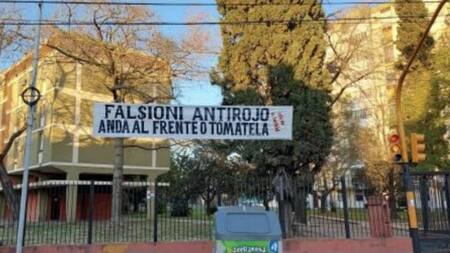 FALSIONI ANTIROJO
ANDA AL FRENTE O TOMATELA